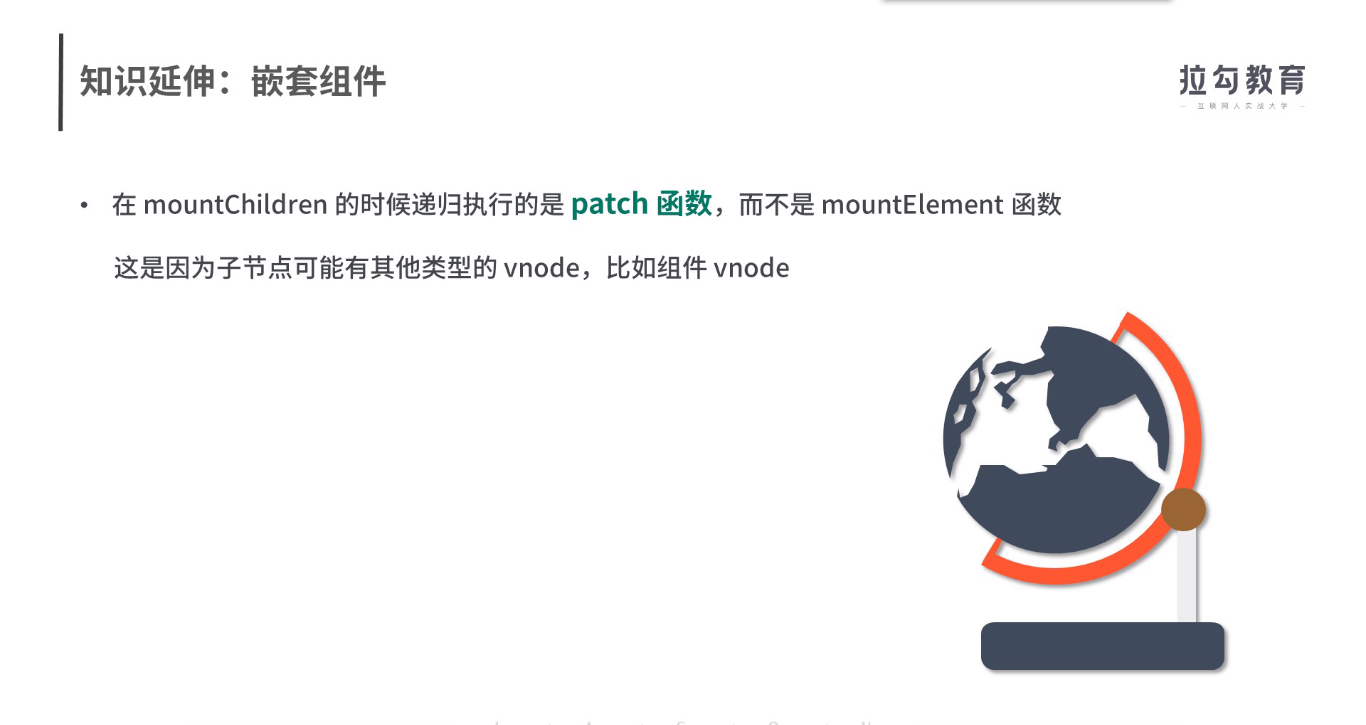 知识延伸：嵌套组件
拉勾教育
— 互联网人实战大学 —
• 在 mountChildren 的时候递归执行的是 patch 函数，而不是 mountElement 函数
这是因为子节点可能有其他类型的 vnode，比如组件 vnode